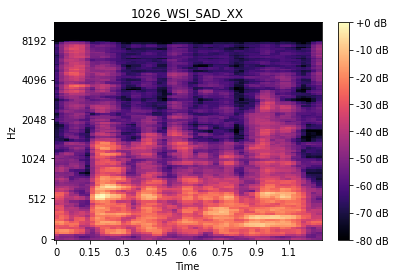 1026_WSI_SAD_XX
Hz
8192
4096
2048
1024
512
0
0 0.15 0.3 0.45 0.6 0.75 0.9 1.1
Time
+0 dB
-10 dB
-20 dB
-30 dB
-40 dB
-50 dB
-60 dB
-70 dB
-80 dB